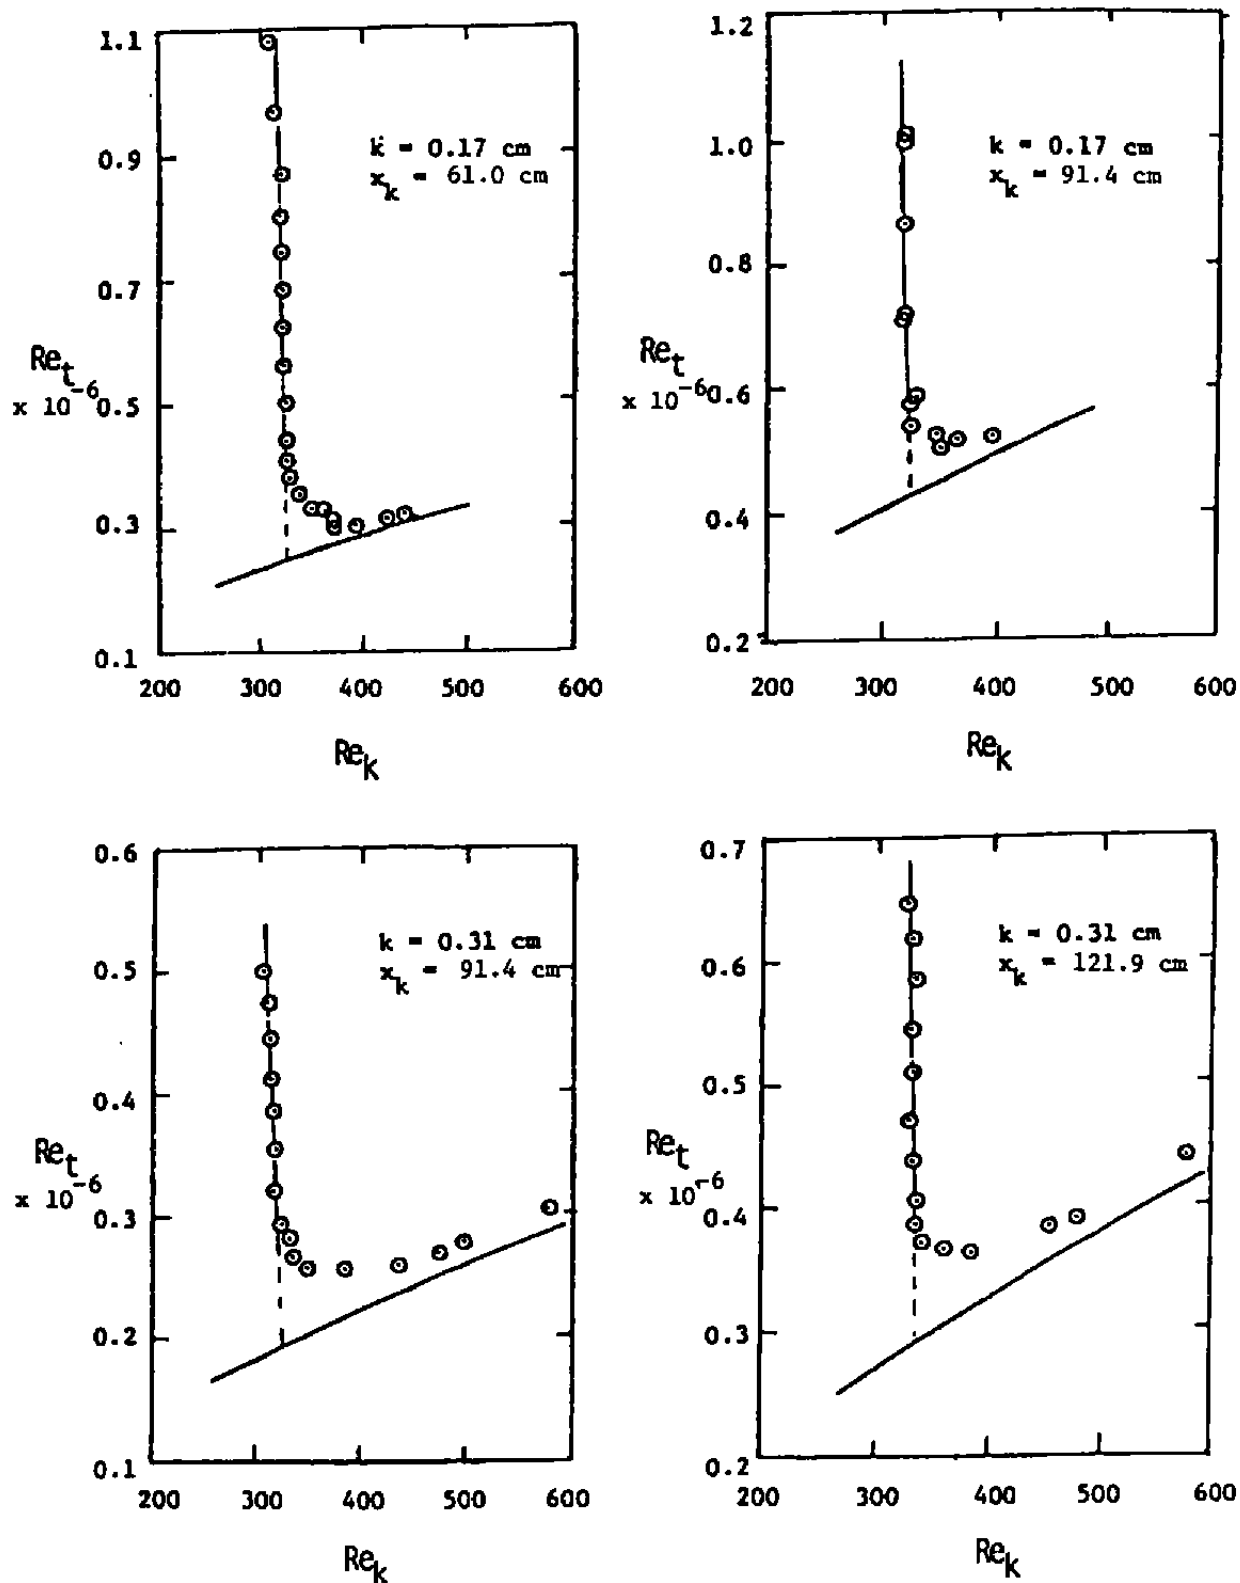 1.1
0.9
0.7
0.5
0.3
0.1
Re_t
x 10^-6
k = 0.17 cm
x_k = 61.0 cm
200 300 400 500 600
Re_k
1.2
1.0
0.8
0.6
0.4
0.2
Re_t
x 10^-6
k = 0.17 cm
x_k = 91.4 cm
200 300 400 500 600
Re_k
0.6
0.5
0.4
0.3
0.2
0.1
Re_t
x 10^-6
k = 0.31 cm
x_k = 91.4 cm
200 300 400 500 600
Re_k
0.7
0.6
0.5
0.4
0.3
0.2
Re_t
x 10^-6
k = 0.31 cm
x_k = 121.9 cm
200 300 400 500 600
Re_k